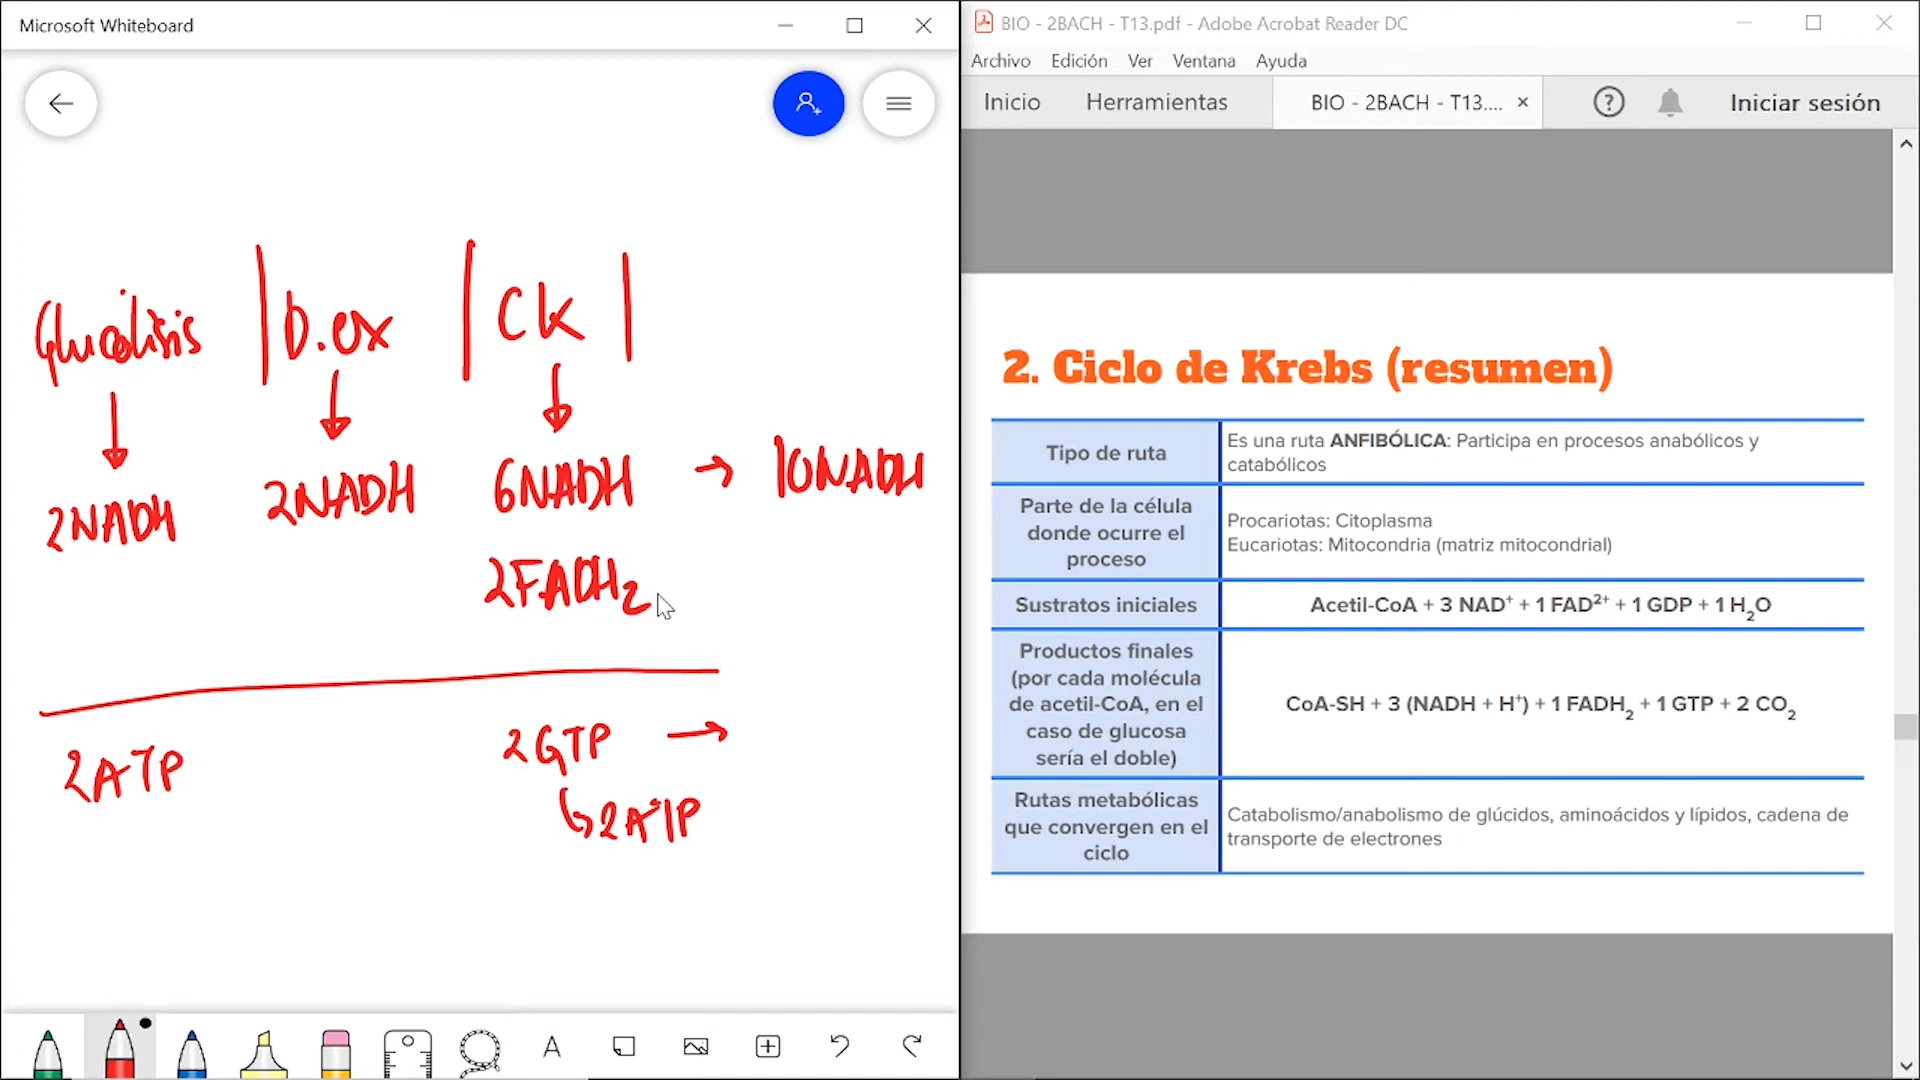 Microsoft Whiteboard
Glucolisis | D.ox | CK |
2NADH 2NADH 6NADH → 10NADH
2FADH2
2ATP 2GTP →
↳2ATP
A
BIO - 2BACH - T13.pdf - Adobe Acrobat Reader DC
Archivo Edición Ver Ventana Ayuda
Inicio Herramientas BIO - 2BACH - T13.... × ? Iniciar sesión
2. Ciclo de Krebs (resumen)
Tipo de ruta
Es una ruta ANFIBÓLICA: Participa en procesos anabólicos y
catabólicos
Parte de la célula
donde ocurre el
proceso
Procariotas: Citoplasma
Eucariotas: Mitocondria (matriz mitocondrial)
Sustratos iniciales
Acetil-CoA + 3 NAD⁺ + 1 FAD²⁺ + 1 GDP + 1 H₂O
Productos finales
(por cada molécula
de acetil-CoA, en el
caso de glucosa
sería el doble)
CoA-SH + 3 (NADH + H⁺) + 1 FADH₂ + 1 GTP + 2 CO₂
Rutas metabólicas
que convergen en el
ciclo
Catabolismo/anabolismo de glúcidos, aminoácidos y lípidos, cadena de
transporte de electrones